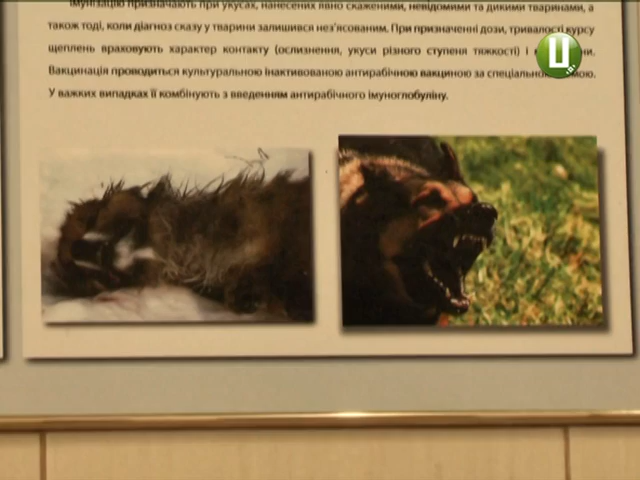 імунізацію призначають при укусах, нанесених явно скаженими, невідомими та дикими тваринами, а
також тоді, коли діагноз сказу у тварини залишився нез'ясованим. При призначенні дози, тривалості курсу
щеплень враховують характер контакту (ослизнення, укуси різного ступеня тяжкості) і
Вакцинація проводиться культуральною інактивованою антирабічною вакциною за
У важких випадках її комбінують з введенням антирабічного імуноглобуліну.
Ц